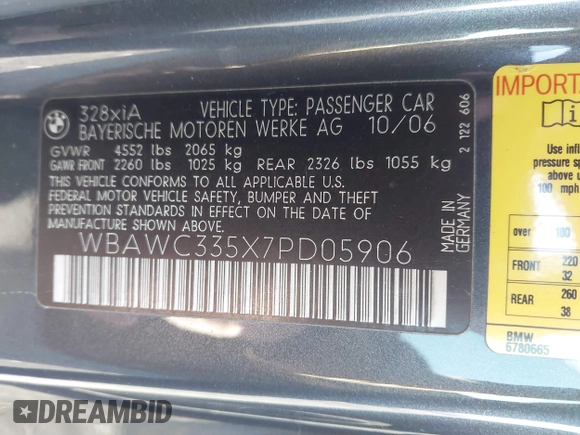 328xiA VEHICLE TYPE: PASSENGER CAR
BAYERISCHE MOTOREN WERKE AG 10/06
GVWR 4552 lbs 2065 kg
GAWR FRONT 2260 lbs 1025 kg REAR 2326 lbs 1055 kg
THIS VEHICLE CONFORMS TO ALL APPLICABLE U.S.
FEDERAL MOTOR VEHICLE SAFETY, BUMPER AND THEFT
PREVENTION STANDARDS IN EFFECT ON THE DATE OF
MANUFACTURE SHOWN ABOVE.
WBAWC335X7PD05906
2 122 606
MADE IN
GERMANY
IMPORTA
Use infl
pressure sp
above u
100 mph
over 100
FRONT 220
32
REAR 260
38
BMW
6780665
DREAMBID